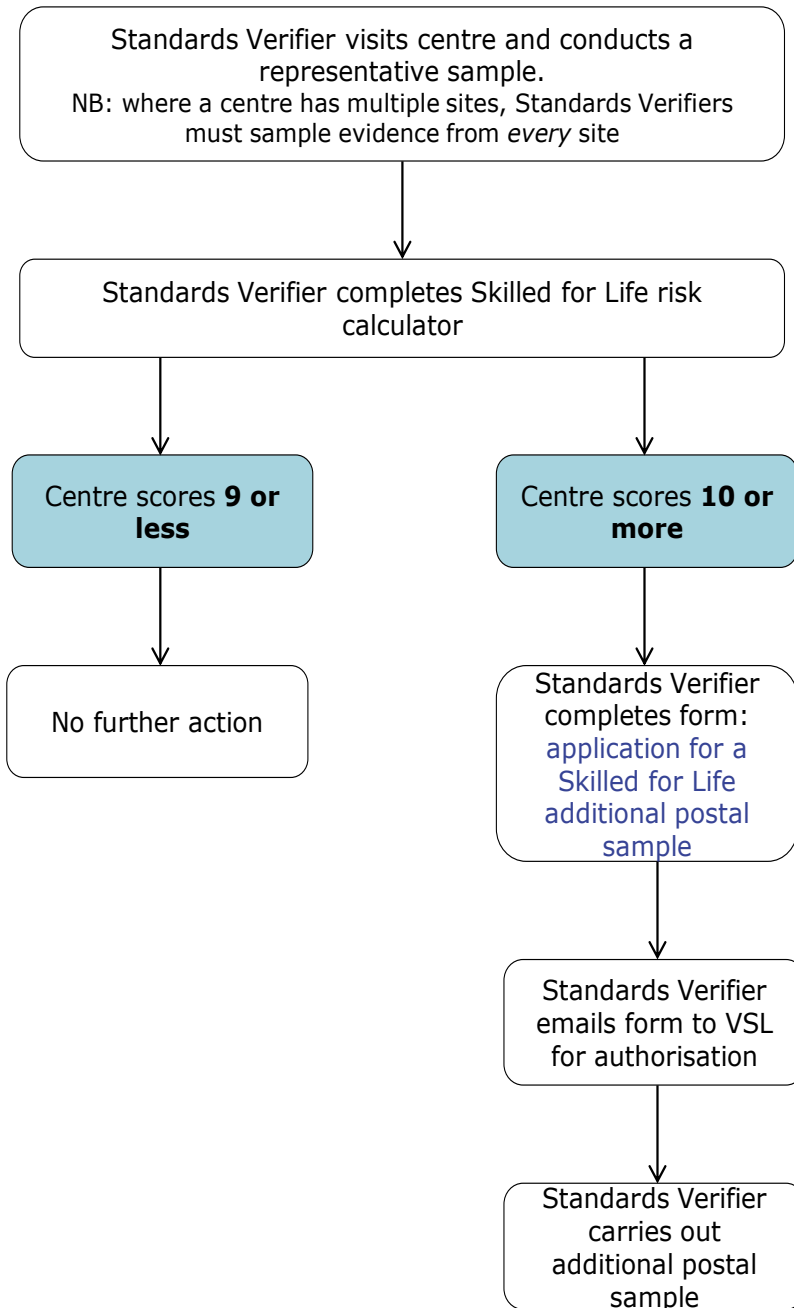 Standards Verifier visits centre and conducts a
representative sample.
NB: where a centre has multiple sites, Standards Verifiers
must sample evidence from every site
Standards Verifier completes Skilled for Life risk
calculator
Centre scores 9 or
less
Centre scores 10 or
more
No further action
Standards Verifier
completes form:
application for a
Skilled for Life
additional postal
sample
Standards Verifier
emails form to VSL
for authorisation
Standards Verifier
carries out
additional postal
sample